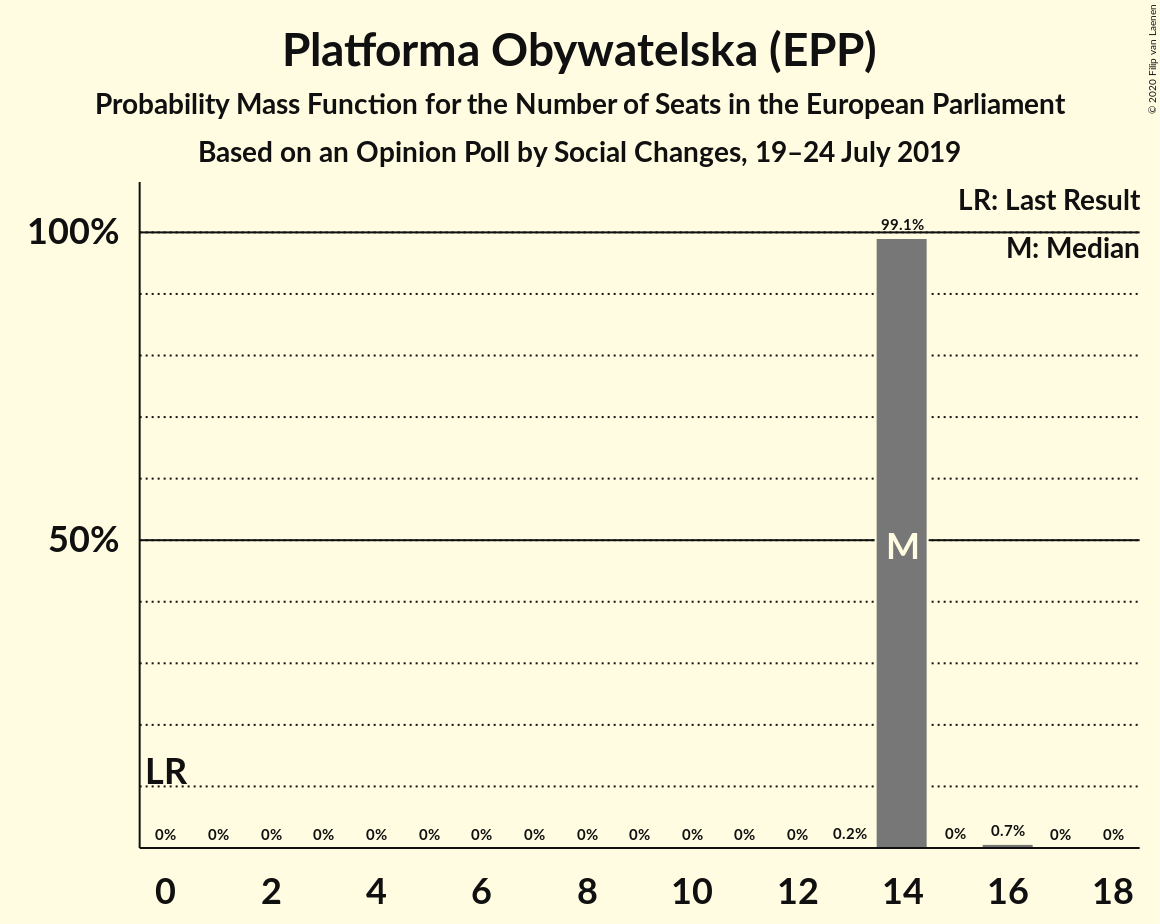 Platforma Obywatelska (EPP)
Probability Mass Function for the Number of Seats in the European Parliament
Based on an Opinion Poll by Social Changes, 19–24 July 2019
© 2020 Filip van Laenen
LR: Last Result
M: Median
100%
50%
99.1%
M
LR
0% 0% 0% 0% 0% 0% 0% 0% 0% 0% 0% 0% 0% 0.2% 0% 0.7% 0% 0%
0 2 4 6 8 10 12 14 16 18